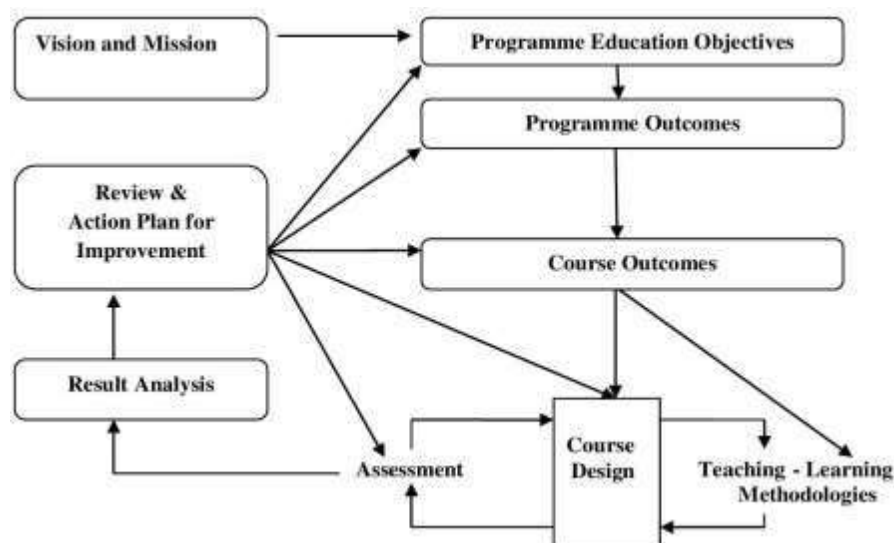 Vision and Mission
Programme Education Objectives
Programme Outcomes
Review &
Action Plan for
Improvement
Course Outcomes
Result Analysis
Assessment
Course
Design
Teaching - Learning
Methodologies